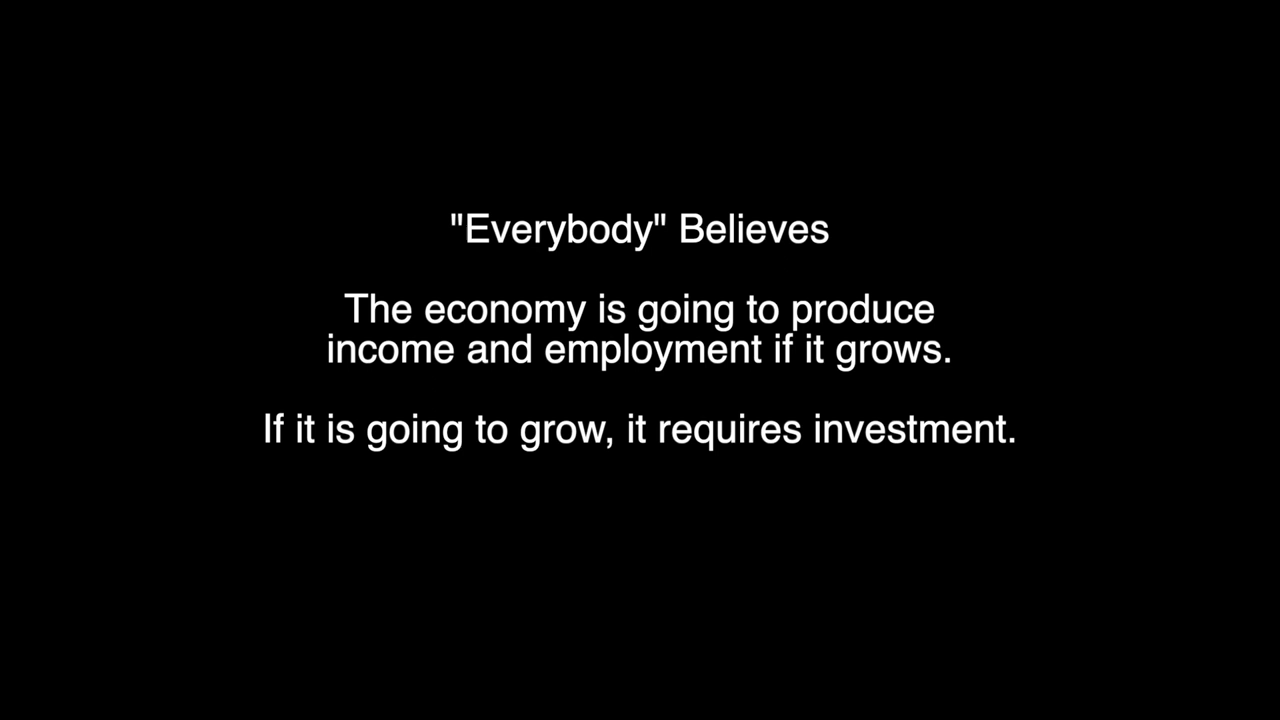 "Everybody" Believes
The economy is going to produce
income and employment if it grows.
If it is going to grow, it requires investment.